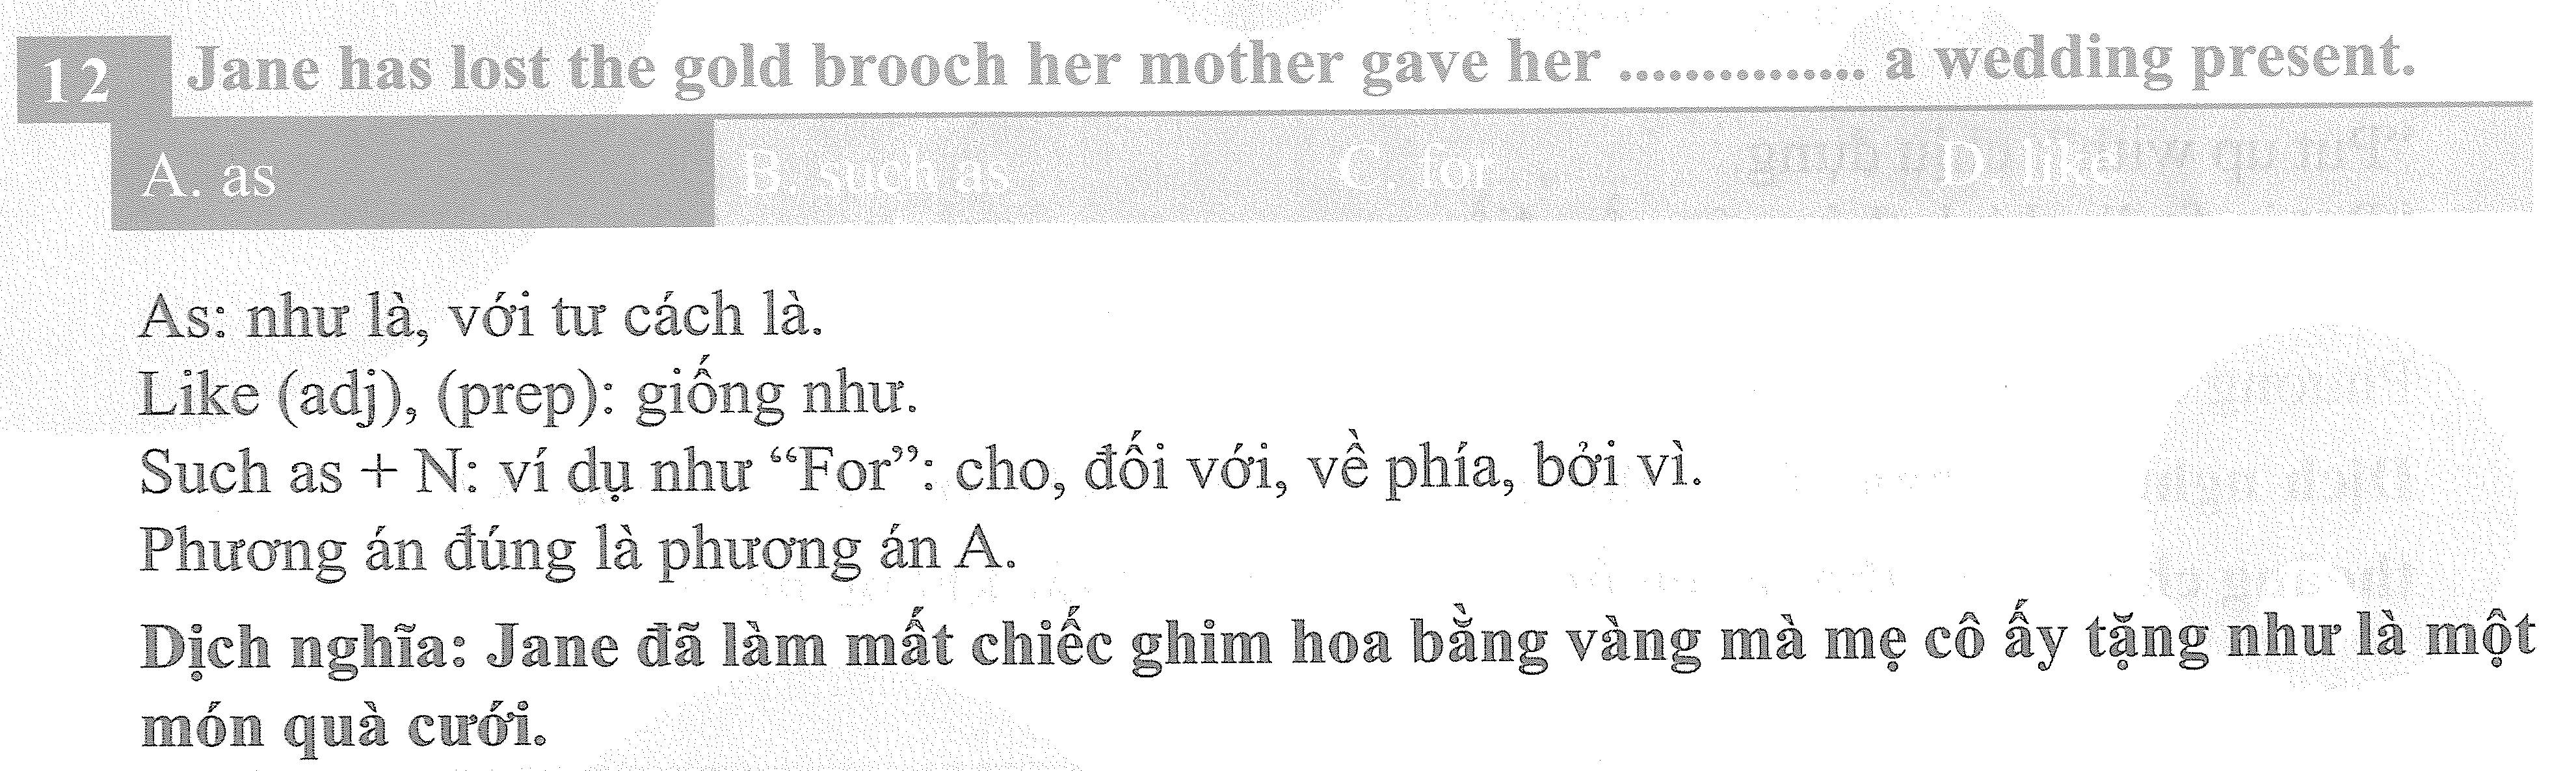 12 Jane has lost the gold brooch her mother gave her ............... a wedding present.
A. as B. such as C. for D. like
As: như là, với tư cách là.
Like (adj), (prep): giống như.
Such as + N: ví dụ như “For”: cho, đối với, về phía, bởi vì.
Phương án đúng là phương án A.
Dịch nghĩa: Jane đã làm mất chiếc ghim hoa bằng vàng mà mẹ cô ấy tặng như là một
món quà cưới.